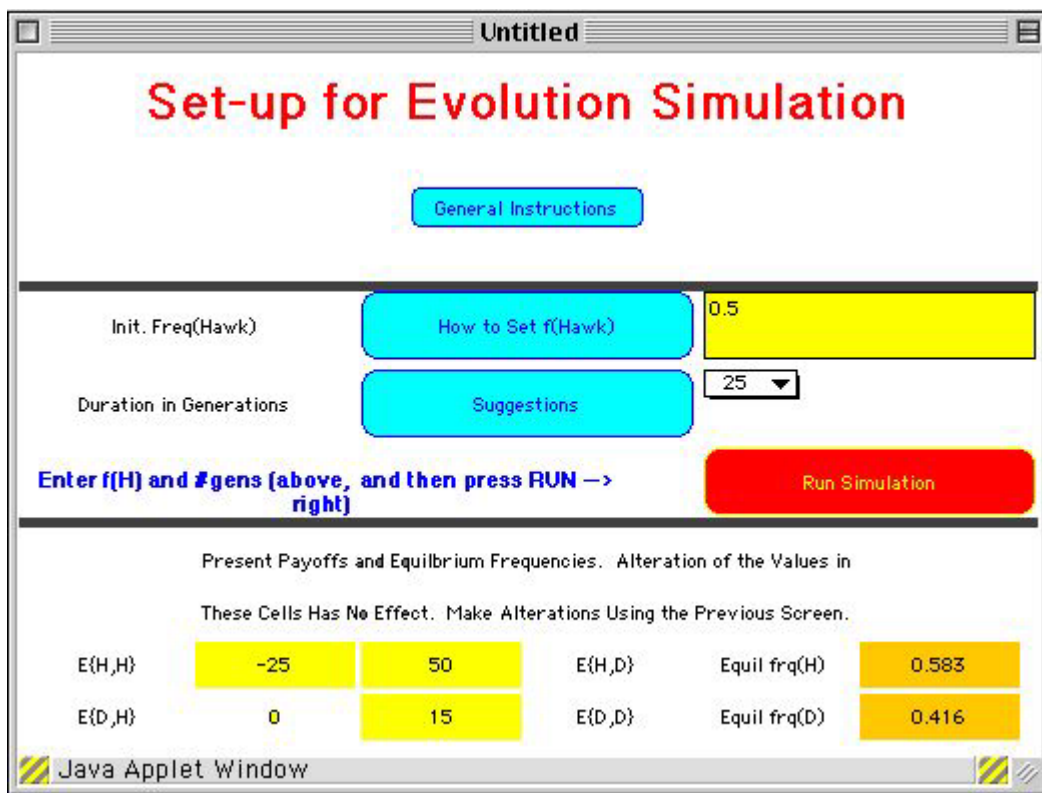 Untitled
Set-up for Evolution Simulation
General Instructions
Init. Freq(Hawk)
How to Set f(Hawk)
0.5
Duration in Generations
Suggestions
25
Enter f(H) and #gens (above, and then press RUN —>
right)
Run Simulation
Present Payoffs and Equilbrium Frequencies. Alteration of the Values in
These Cells Has No Effect. Make Alterations Using the Previous Screen.
E{H,H} -25 50 E{H,D} Equil frq(H) 0.583
E{D,H} 0 15 E{D,D} Equil frq(D) 0.416
Java Applet Window